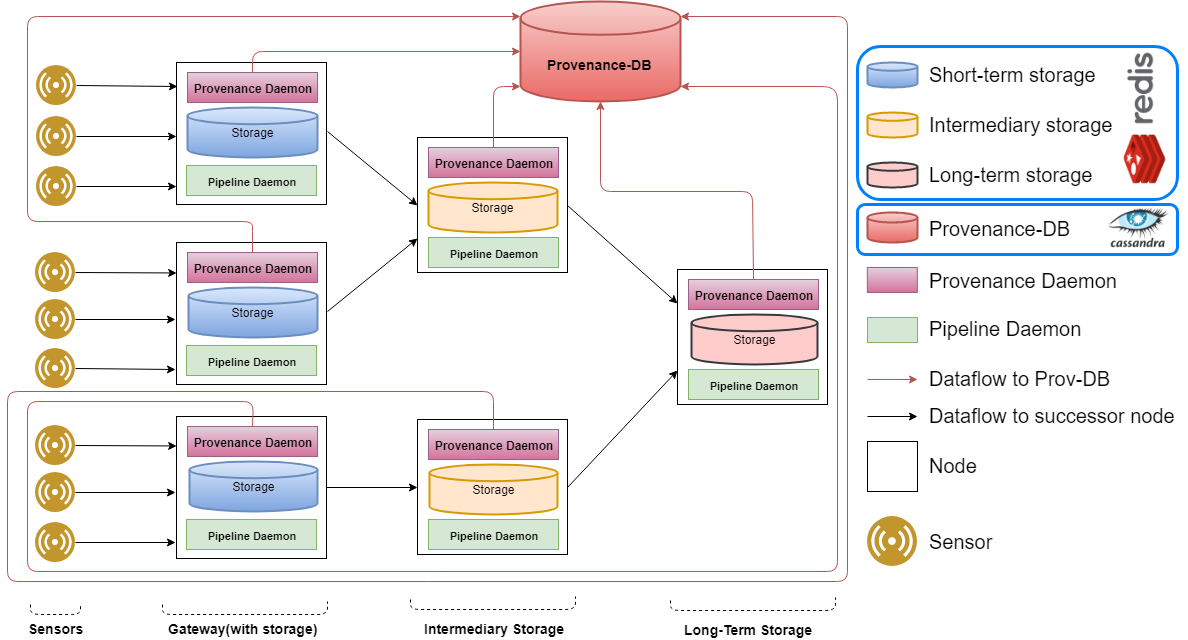 Provenance-DB
Provenance Daemon
Storage
Pipeline Daemon
Provenance Daemon
Storage
Pipeline Daemon
Provenance Daemon
Storage
Pipeline Daemon
Provenance Daemon
Storage
Pipeline Daemon
Provenance Daemon
Storage
Pipeline Daemon
Provenance Daemon
Storage
Pipeline Daemon
Sensors
Gateway(with storage)
Intermediary Storage
Long-Term Storage
Short-term storage
Intermediary storage
Long-term storage
redis
Provenance-DB
cassandra
Provenance Daemon
Pipeline Daemon
Dataflow to Prov-DB
Dataflow to successor node
Node
Sensor